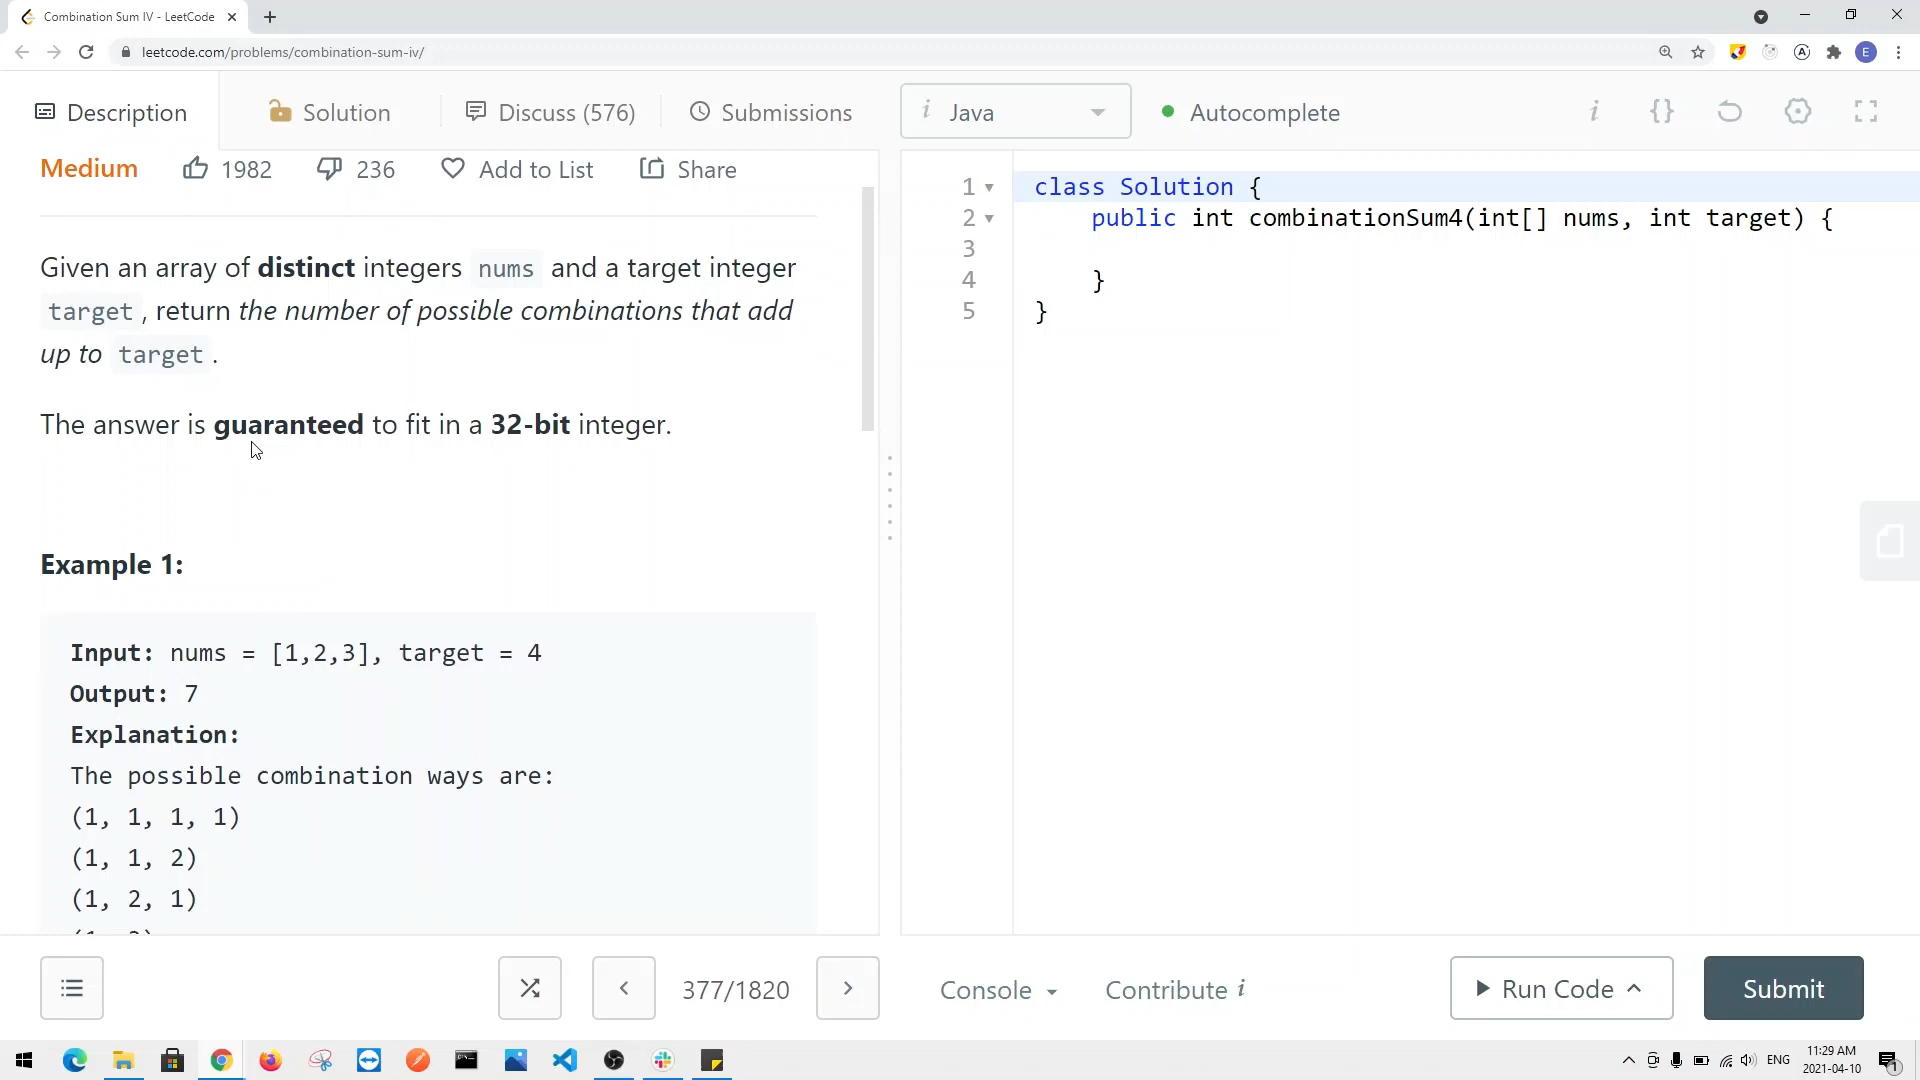 Combination Sum IV - LeetCode
leetcode.com/problems/combination-sum-iv/
E
Description
Solution
Discuss (576)
Submissions
i Java
Autocomplete
i
{}
Medium
1982
236
Add to List
Share
Given an array of distinct integers nums and a target integer
target, return the number of possible combinations that add
up to target.
The answer is guaranteed to fit in a 32-bit integer.
Example 1:
Input: nums = [1,2,3], target = 4
Output: 7
Explanation:
The possible combination ways are:
(1, 1, 1, 1)
(1, 1, 2)
(1, 2, 1)
1 class Solution {
2 public int combinationSum4(int[] nums, int target) {
3
4 }
5 }
377/1820
Console
Contribute i
Run Code
Submit
ENG
11:29 AM
2021-04-10
1